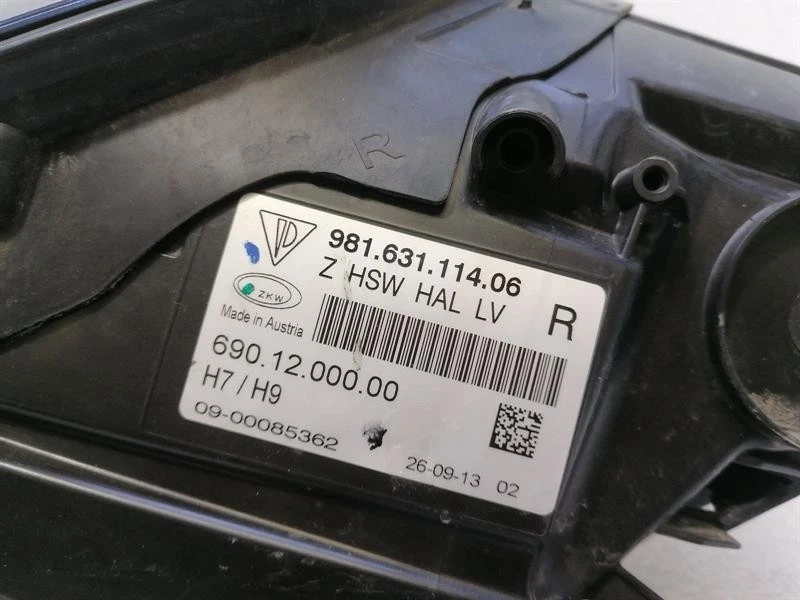 R
981.631.114.06
Z HSW HAL LV
R
ZKW
Made in Austria
690.12.000.00
H7/H9
09-00085362
26-09-13 02